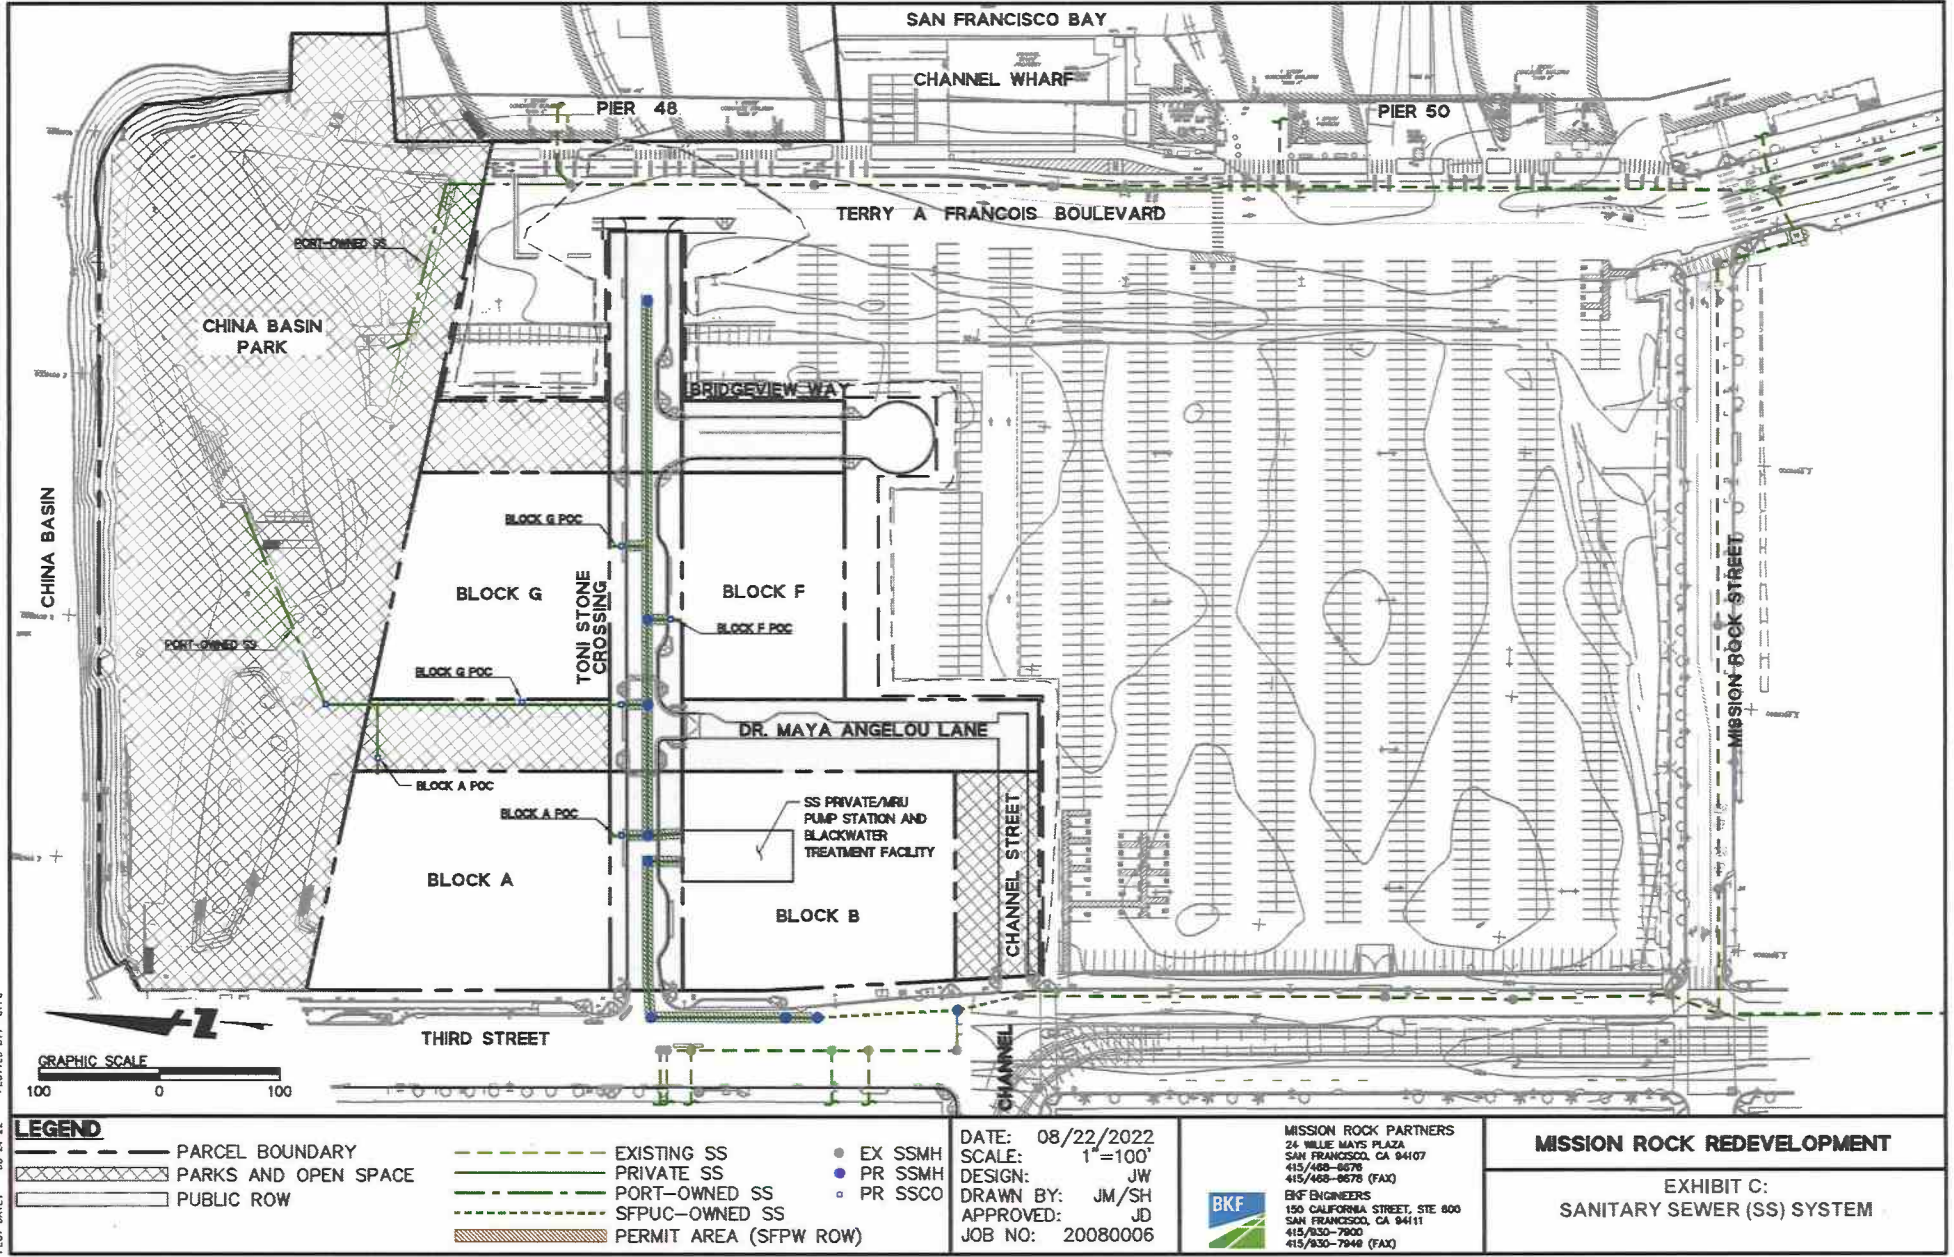 SAN FRANCISCO BAY
CHANNEL WHARF
PIER 48
PIER 50
TERRY A FRANCOIS BOULEVARD
PORT-OWNED SS
CHINA BASIN
PARK
BRIDGEVIEW WAY
CHINA BASIN
BLOCK G POC
BLOCK G
TONI STONE
CROSSING
BLOCK F
BLOCK F POC
MISSION ROCK STREET
PORT-OWNED SS
BLOCK G POC
DR. MAYA ANGELOU LANE
BLOCK A POC
BLOCK A POC
SS PRIVATE/MRU
PUMP STATION AND
BLACKWATER
TREATMENT FACILITY
BLOCK A
BLOCK B
CHANNEL STREET
THIRD STREET
CHANNEL
GRAPHIC SCALE
100 0 100
LEGEND
PARCEL BOUNDARY
PARKS AND OPEN SPACE
PUBLIC ROW
EXISTING SS
PRIVATE SS
PORT-OWNED SS
SFPUC-OWNED SS
PERMIT AREA (SFPW ROW)
EX SSMH
PR SSMH
PR SSCO
DATE: 08/22/2022
SCALE: 1"=100'
DESIGN: JW
DRAWN BY: JM/SH
APPROVED: JD
JOB NO: 20080006
MISSION ROCK PARTNERS
24 WILLIE MAYS PLAZA
SAN FRANCISCO, CA 94107
BKF
BKF ENGINEERS
150 CALIFORNIA STREET, STE 600
SAN FRANCISCO, CA 94111
415/930-7900
MISSION ROCK REDEVELOPMENT
EXHIBIT C:
SANITARY SEWER (SS) SYSTEM